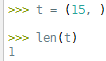 >>> t = (15, )
>>> len(t)
1